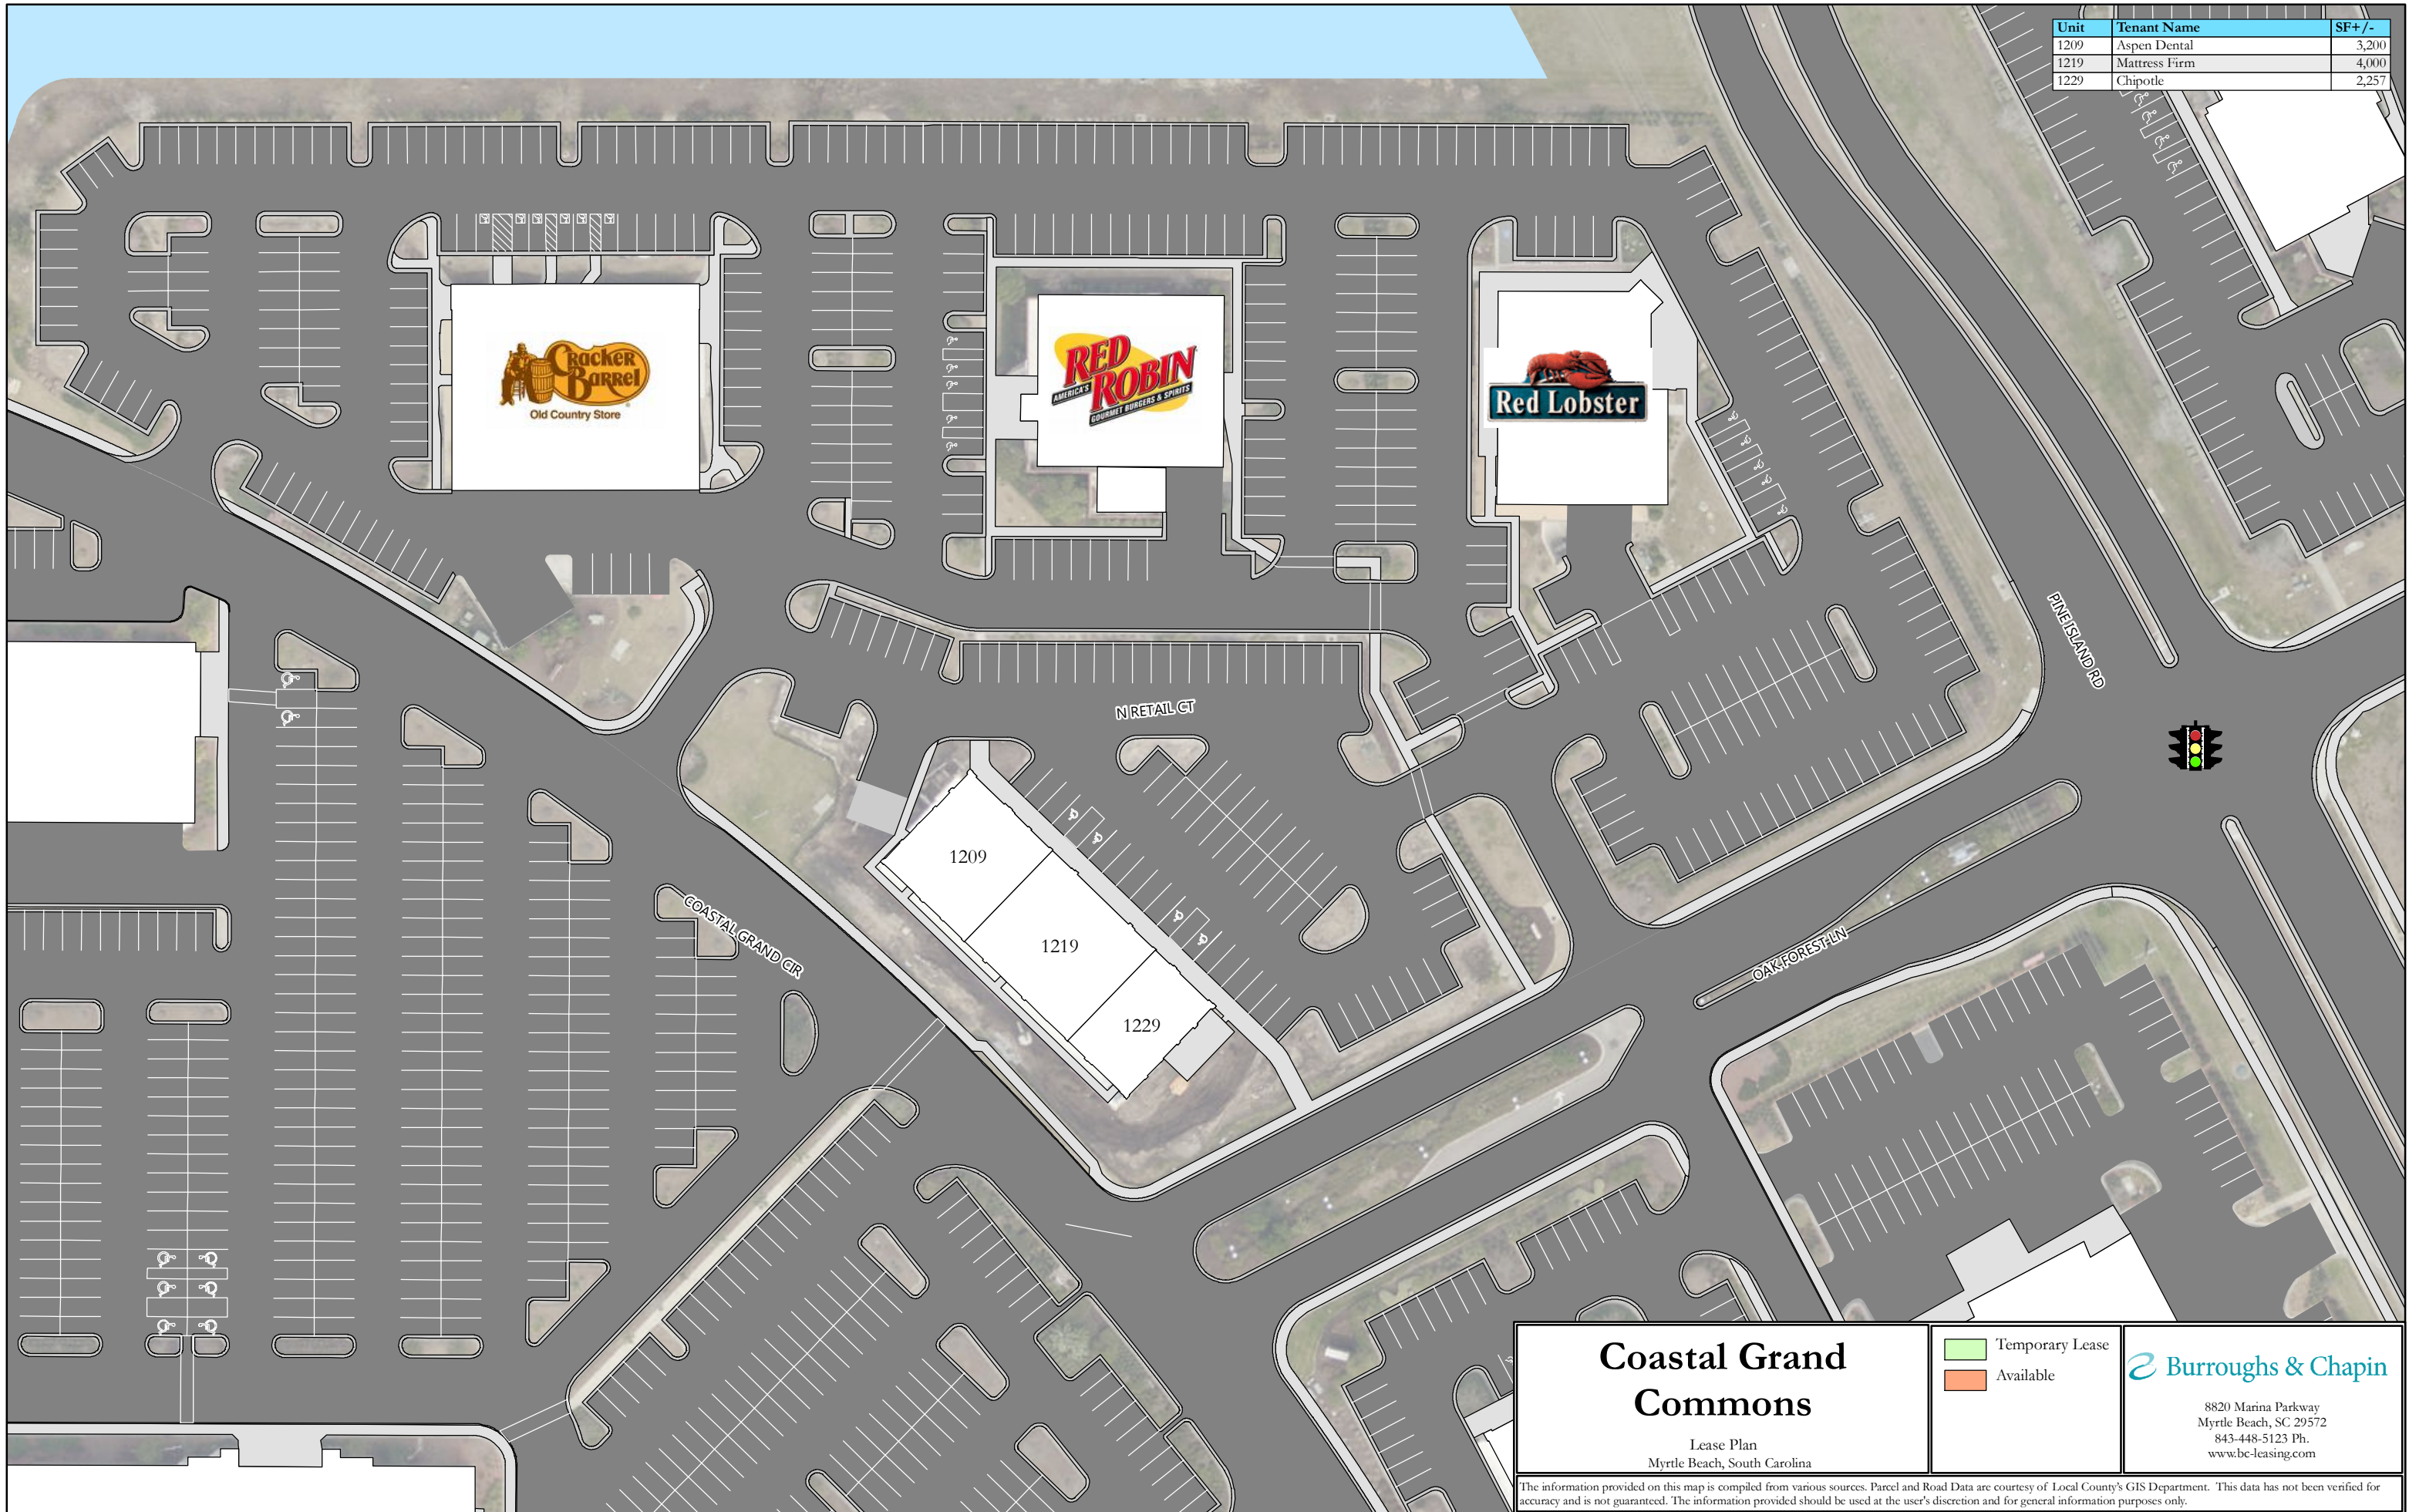 Unit Tenant Name SF+/-
1209 Aspen Dental 3,200
1219 Mattress Firm 4,000
1229 Chipotle 2,257
Cracker
Barrel
Old Country Store
RED
ROBIN
AMERICA'S
GOURMET BURGERS & SPIRITS
Red Lobster
PINE ISLAND RD
N RETAIL CT
1209
COASTAL GRAND CIR
1219
OAK FOREST LN
1229
Coastal Grand
Commons
Lease Plan
Myrtle Beach, South Carolina
Temporary Lease
Available
Burroughs & Chapin
8820 Marina Parkway
Myrtle Beach, SC 29572
843-448-5123 Ph.
www.bc-leasing.com
The information provided on this map is compiled from various sources. Parcel and Road Data are courtesy of Local County's GIS Department. This data has not been verified for
accuracy and is not guaranteed. The information provided should be used at the user's discretion and for general information purposes only.